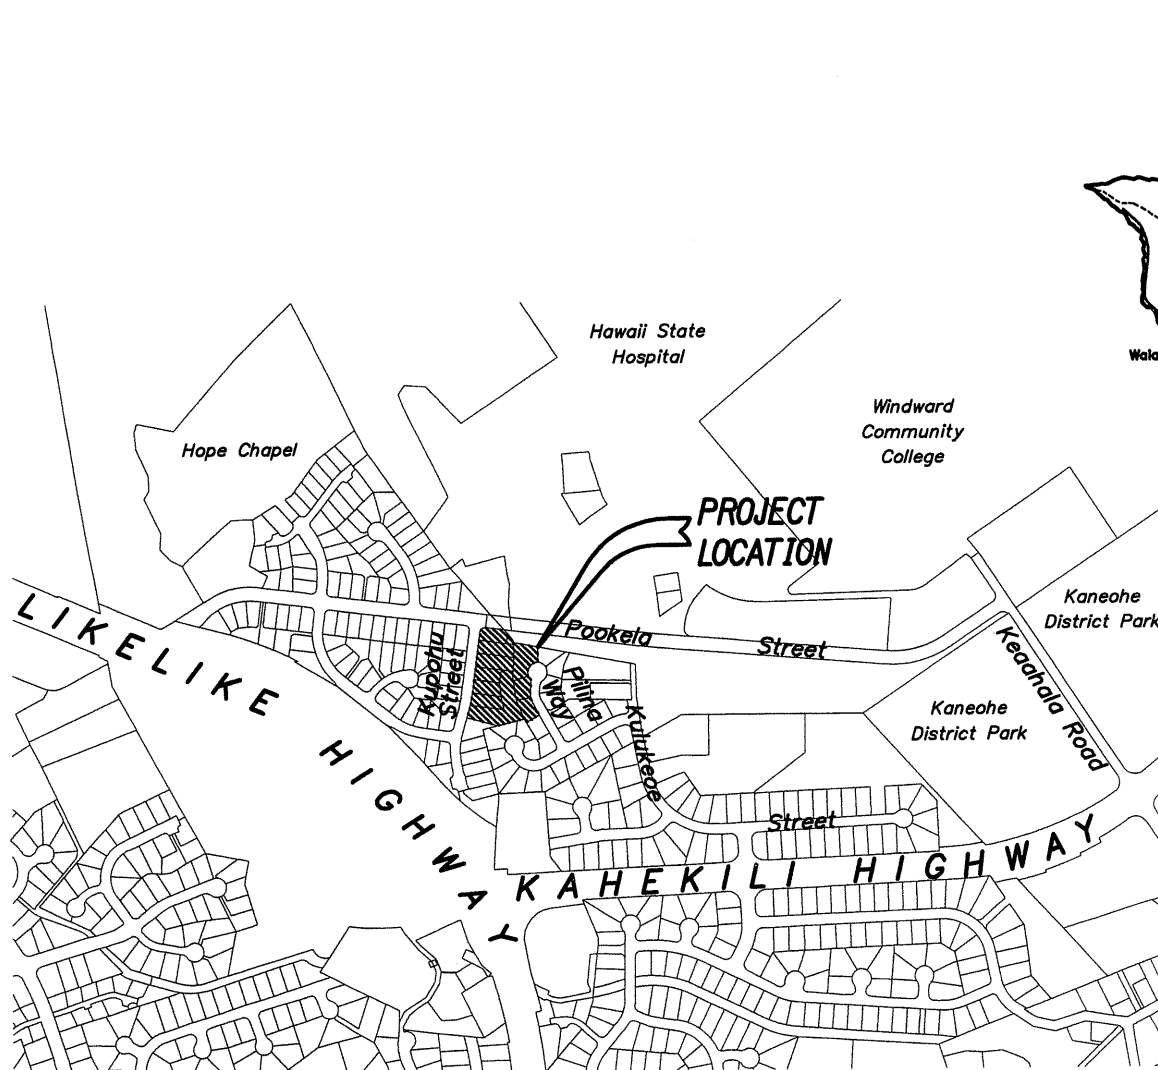 Hawaii State
Hospital
Waia
Windward
Community
College
Hope Chapel
PROJECT
LOCATION
Kaneohe
District Park
LIKELIKE HIGHWAY
Pookela Street
Kupohu
Street
Pilina
Way
Keaahala Road
Kaneohe
District Park
Kulukeoe Street
KAHEKILI HIGHWAY